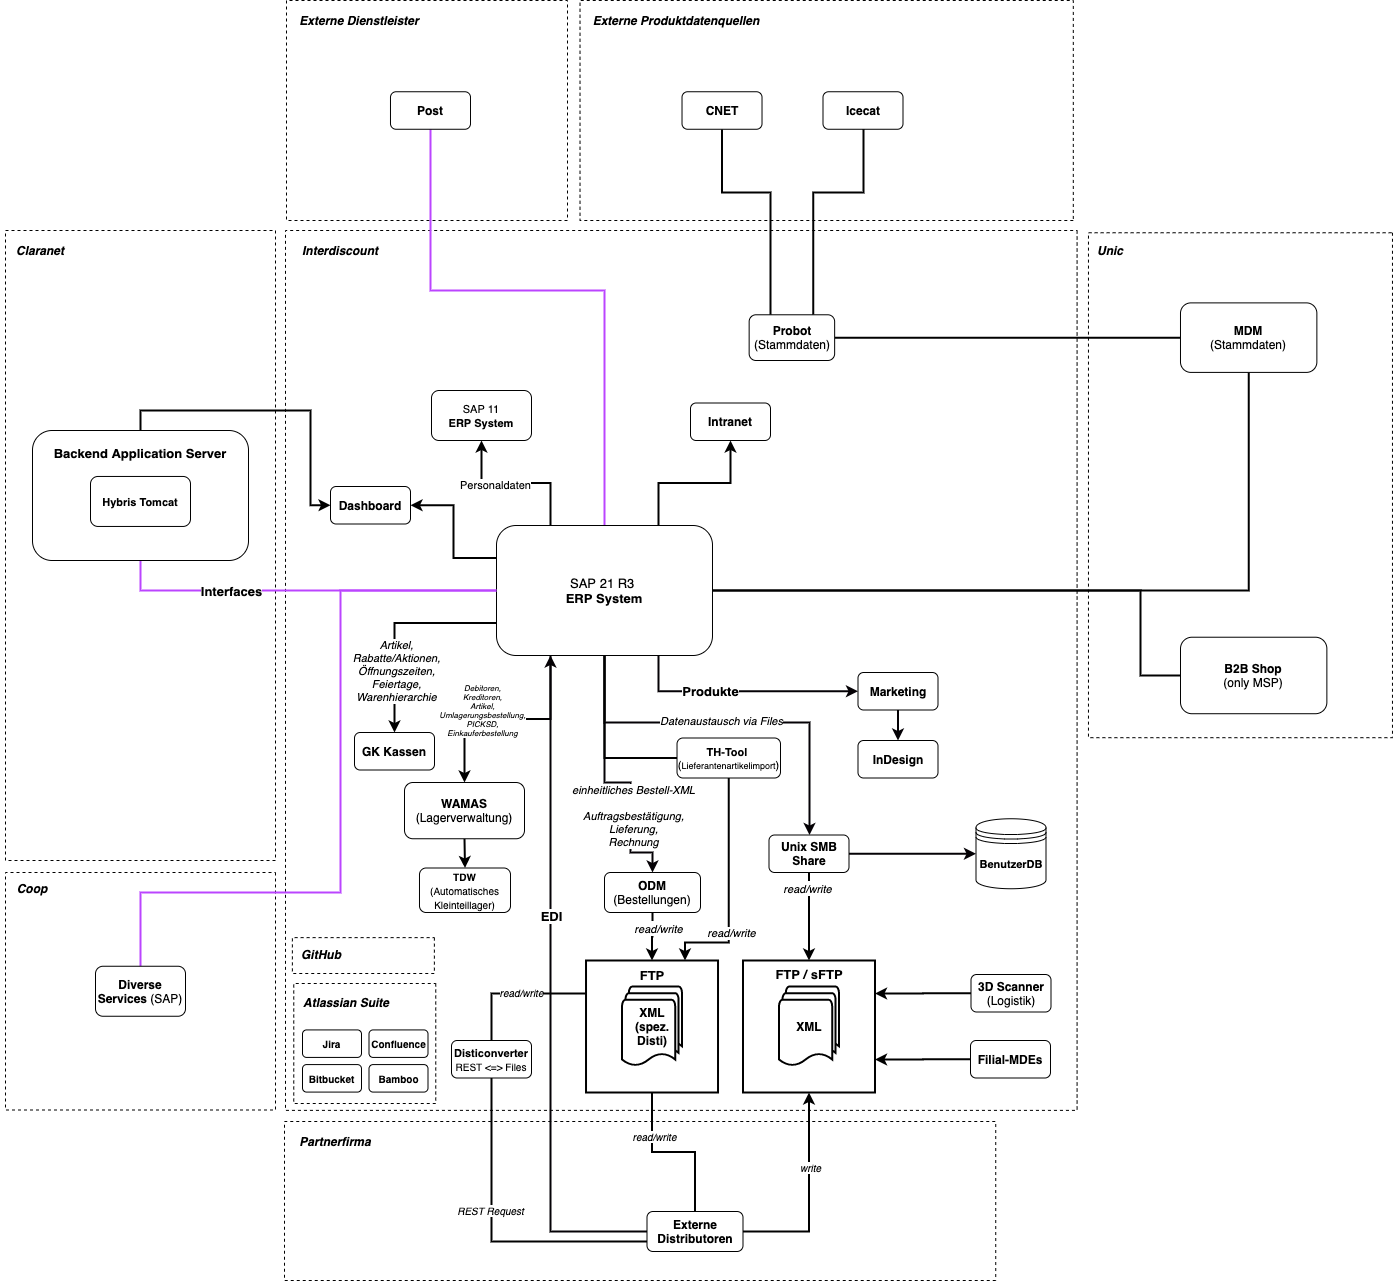 Externe Dienstleister
Externe Produktdatenquellen
Post
CNET
Icecat
Claranet
Interdiscount
Unic
Probot
(Stammdaten)
MDM
(Stammdaten)
SAP 11
ERP System
Intranet
Backend Application Server
Hybris Tomcat
Personaldaten
Dashboard
SAP 21 R3
ERP System
Interfaces
Artikel,
Rabatte/Aktionen,
Öffnungszeiten,
Feiertage,
Warenhierarchie
B2B Shop
(only MSP)
Debitoren,
Kreditoren,
Artikel,
Umlagerungsbestellung,
PICKSD,
Einkauferbestellung
Produkte
Marketing
Datenaustausch via Files
GK Kassen
TH-Tool
(Lieferantenartikelimport)
InDesign
einheitliches Bestell-XML
WAMAS
(Lagerverwaltung)
Auftragsbestätigung,
Lieferung,
Rechnung
Unix SMB
Share
BenutzerDB
TDW
(Automatisches
Kleinteillager)
ODM
(Bestellungen)
read/write
Coop
EDI
read/write
read/write
GitHub
FTP
FTP / sFTP
Diverse
Services (SAP)
Atlassian Suite
read/write
XML
(spez.
Disti)
XML
3D Scanner
(Logistik)
Jira
Confluence
Bitbucket
Bamboo
Disticonverter
REST <=> Files
Filial-MDEs
Partnerfirma
read/write
write
REST Request
Externe
Distributoren